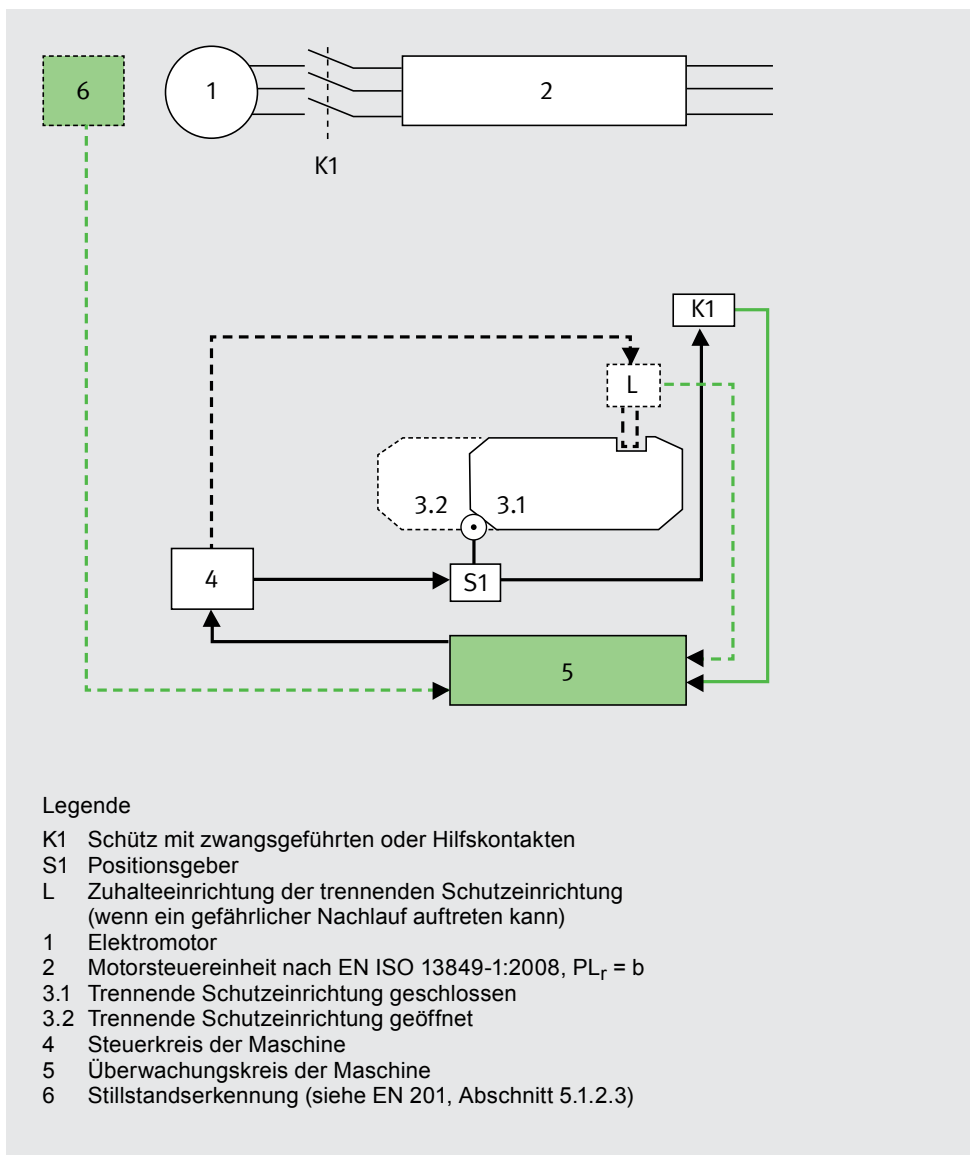 6
1
2
K1
K1
L
3.2
3.1
4
S1
5
Legende
K1 Schütz mit zwangsgeführten oder Hilfskontakten
S1 Positionsgeber
L Zuhalteeinrichtung der trennenden Schutzeinrichtung
(wenn ein gefährlicher Nachlauf auftreten kann)
1 Elektromotor
2 Motorsteuereinheit nach EN ISO 13849-1:2008, PLr = b
3.1 Trennende Schutzeinrichtung geschlossen
3.2 Trennende Schutzeinrichtung geöffnet
4 Steuerkreis der Maschine
5 Überwachungskreis der Maschine
6 Stillstandserkennung (siehe EN 201, Abschnitt 5.1.2.3)